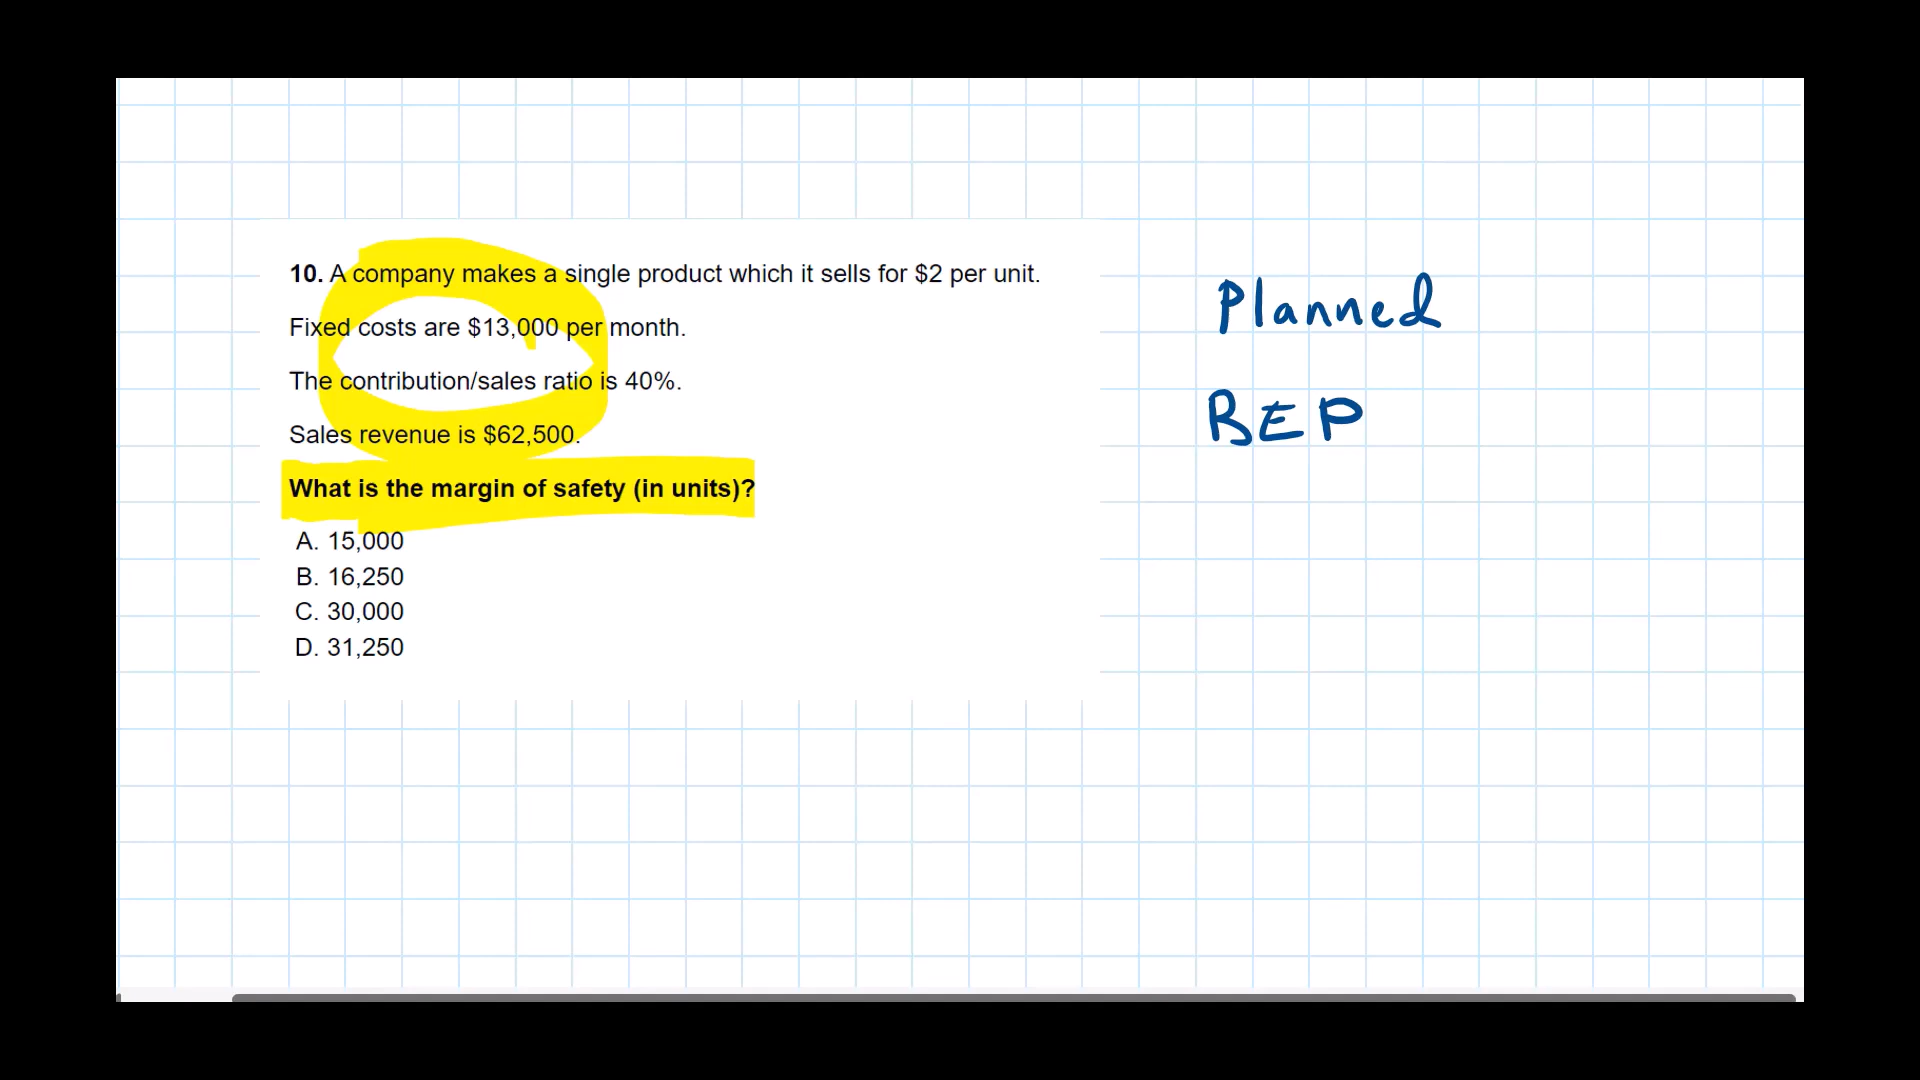 10. A company makes a single product which it sells for $2 per unit.
Fixed costs are $13,000 per month.
The contribution/sales ratio is 40%.
Sales revenue is $62,500.
What is the margin of safety (in units)?
A. 15,000
B. 16,250
C. 30,000
D. 31,250
Planned
BEP